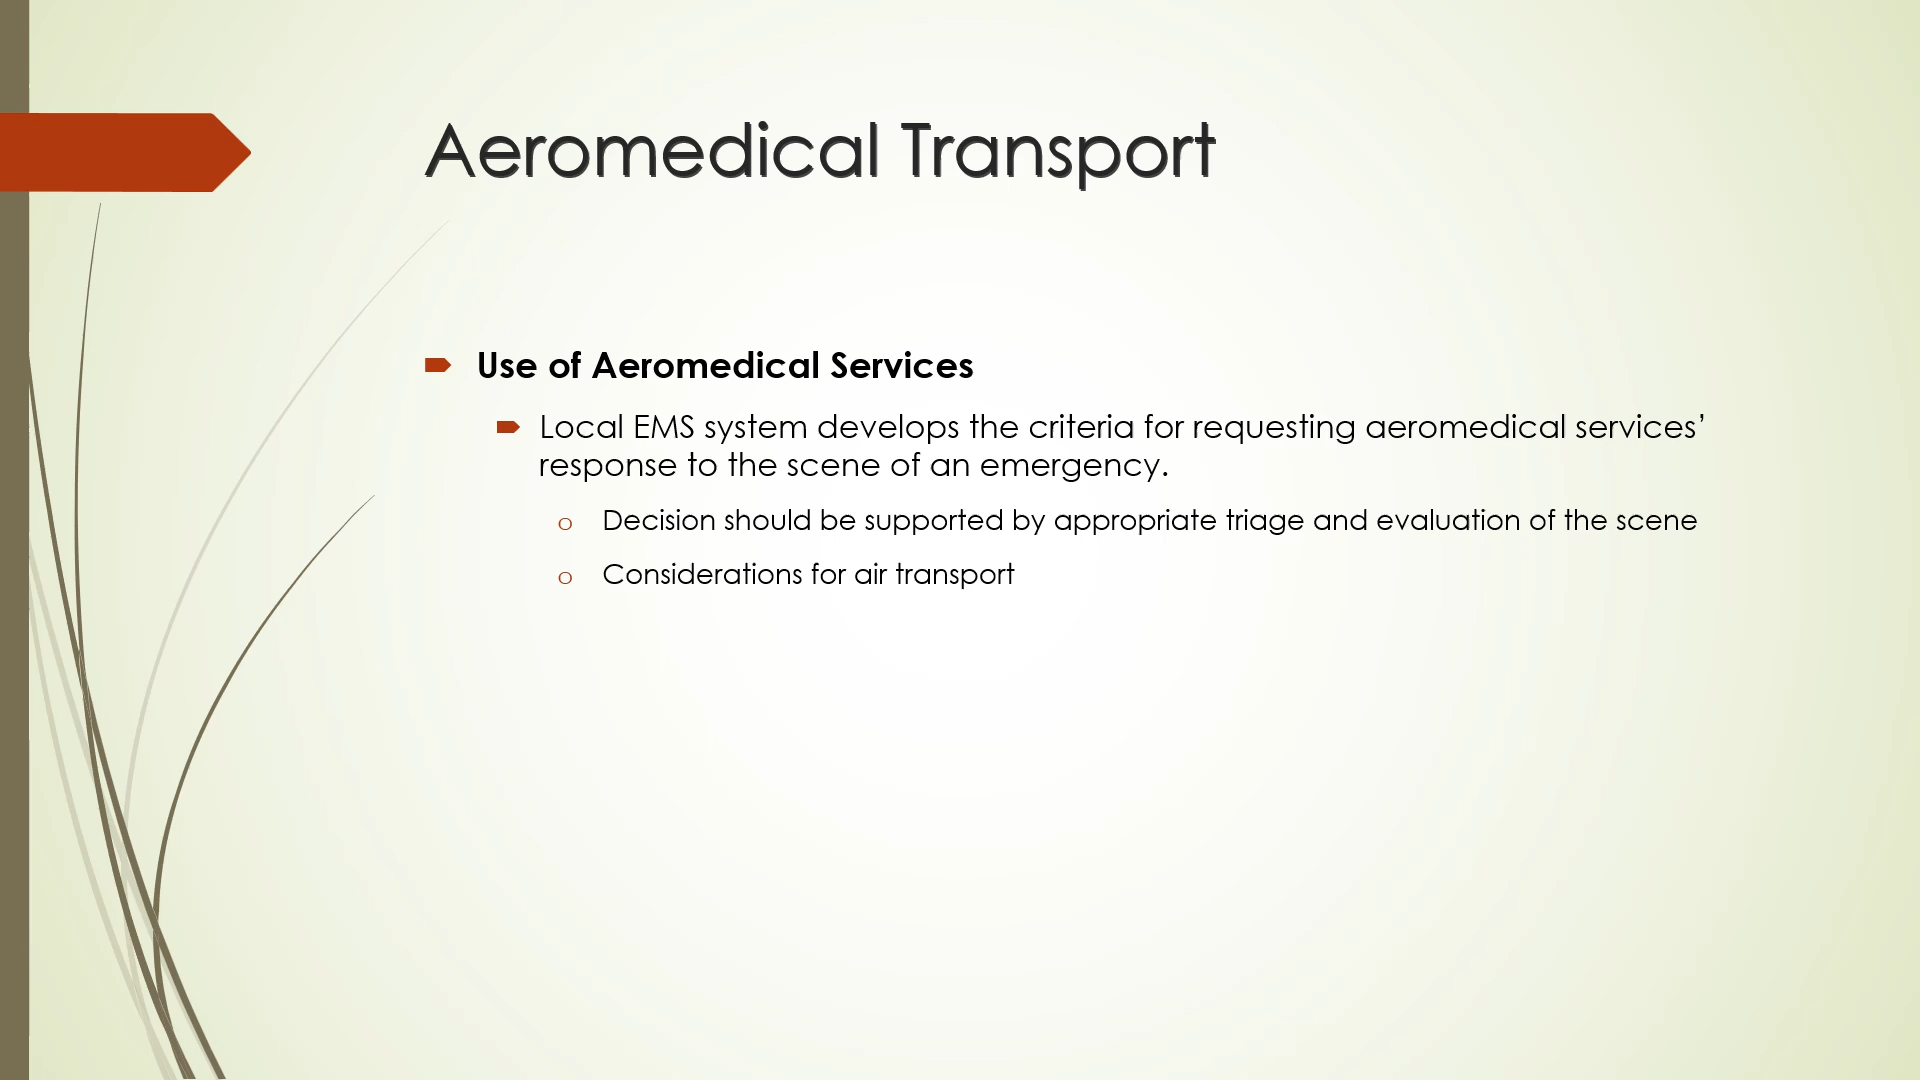 Aeromedical Transport
Use of Aeromedical Services
Local EMS system develops the criteria for requesting aeromedical services’
response to the scene of an emergency.
o Decision should be supported by appropriate triage and evaluation of the scene
o Considerations for air transport